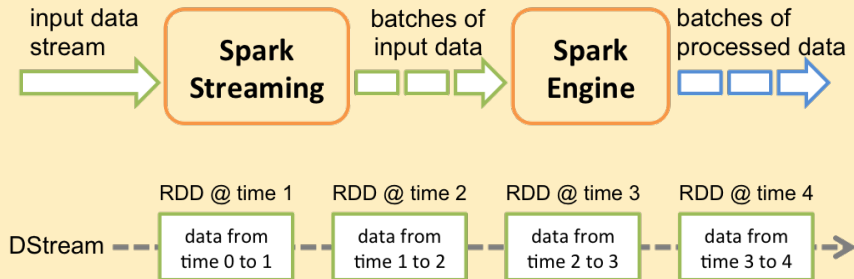 input data
stream
Spark
Streaming
batches of
input data
Spark
Engine
batches of
processed data
RDD @ time 1
RDD @ time 2
RDD @ time 3
RDD @ time 4
DStream
data from
time 0 to 1
data from
time 1 to 2
data from
time 2 to 3
data from
time 3 to 4